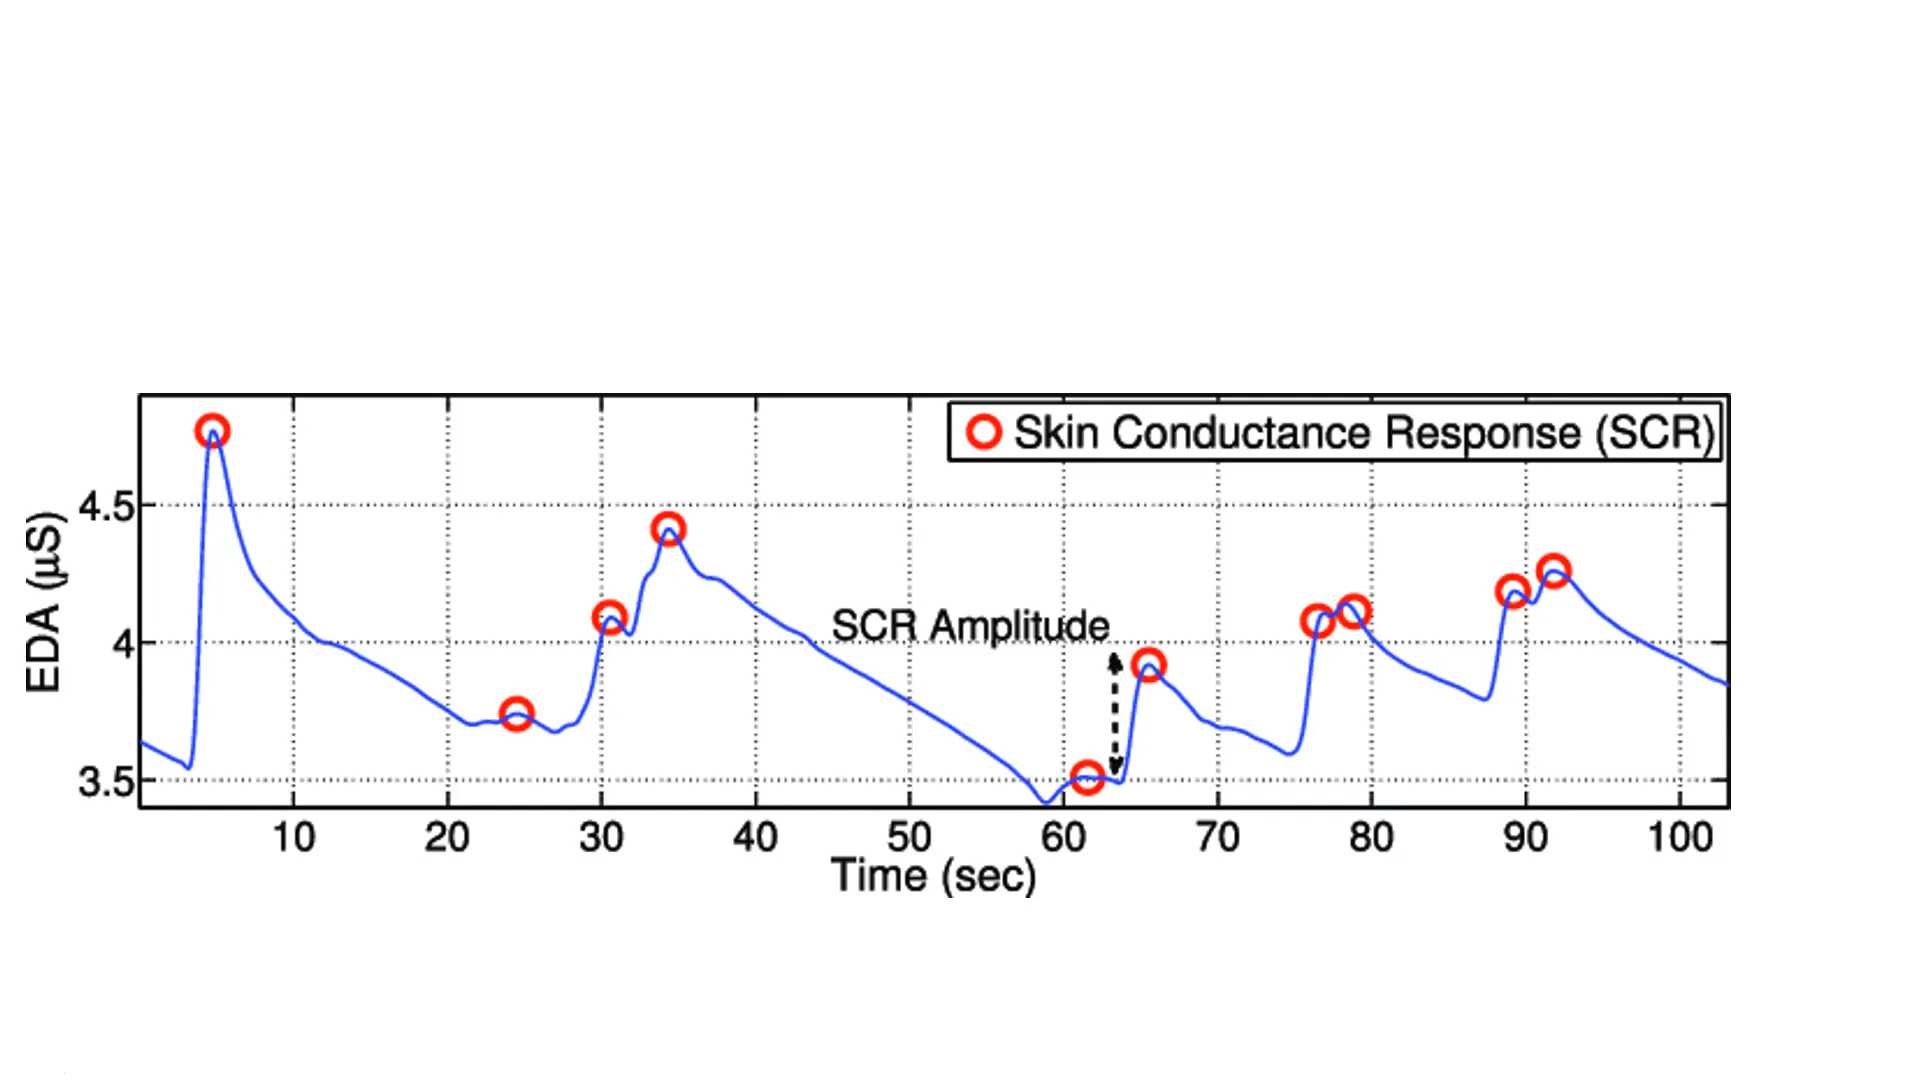 Skin Conductance Response (SCR)
4.5
4
3.5
EDA (μS)
SCR Amplitude
10 20 30 40 50 60 70 80 90 100
Time (sec)